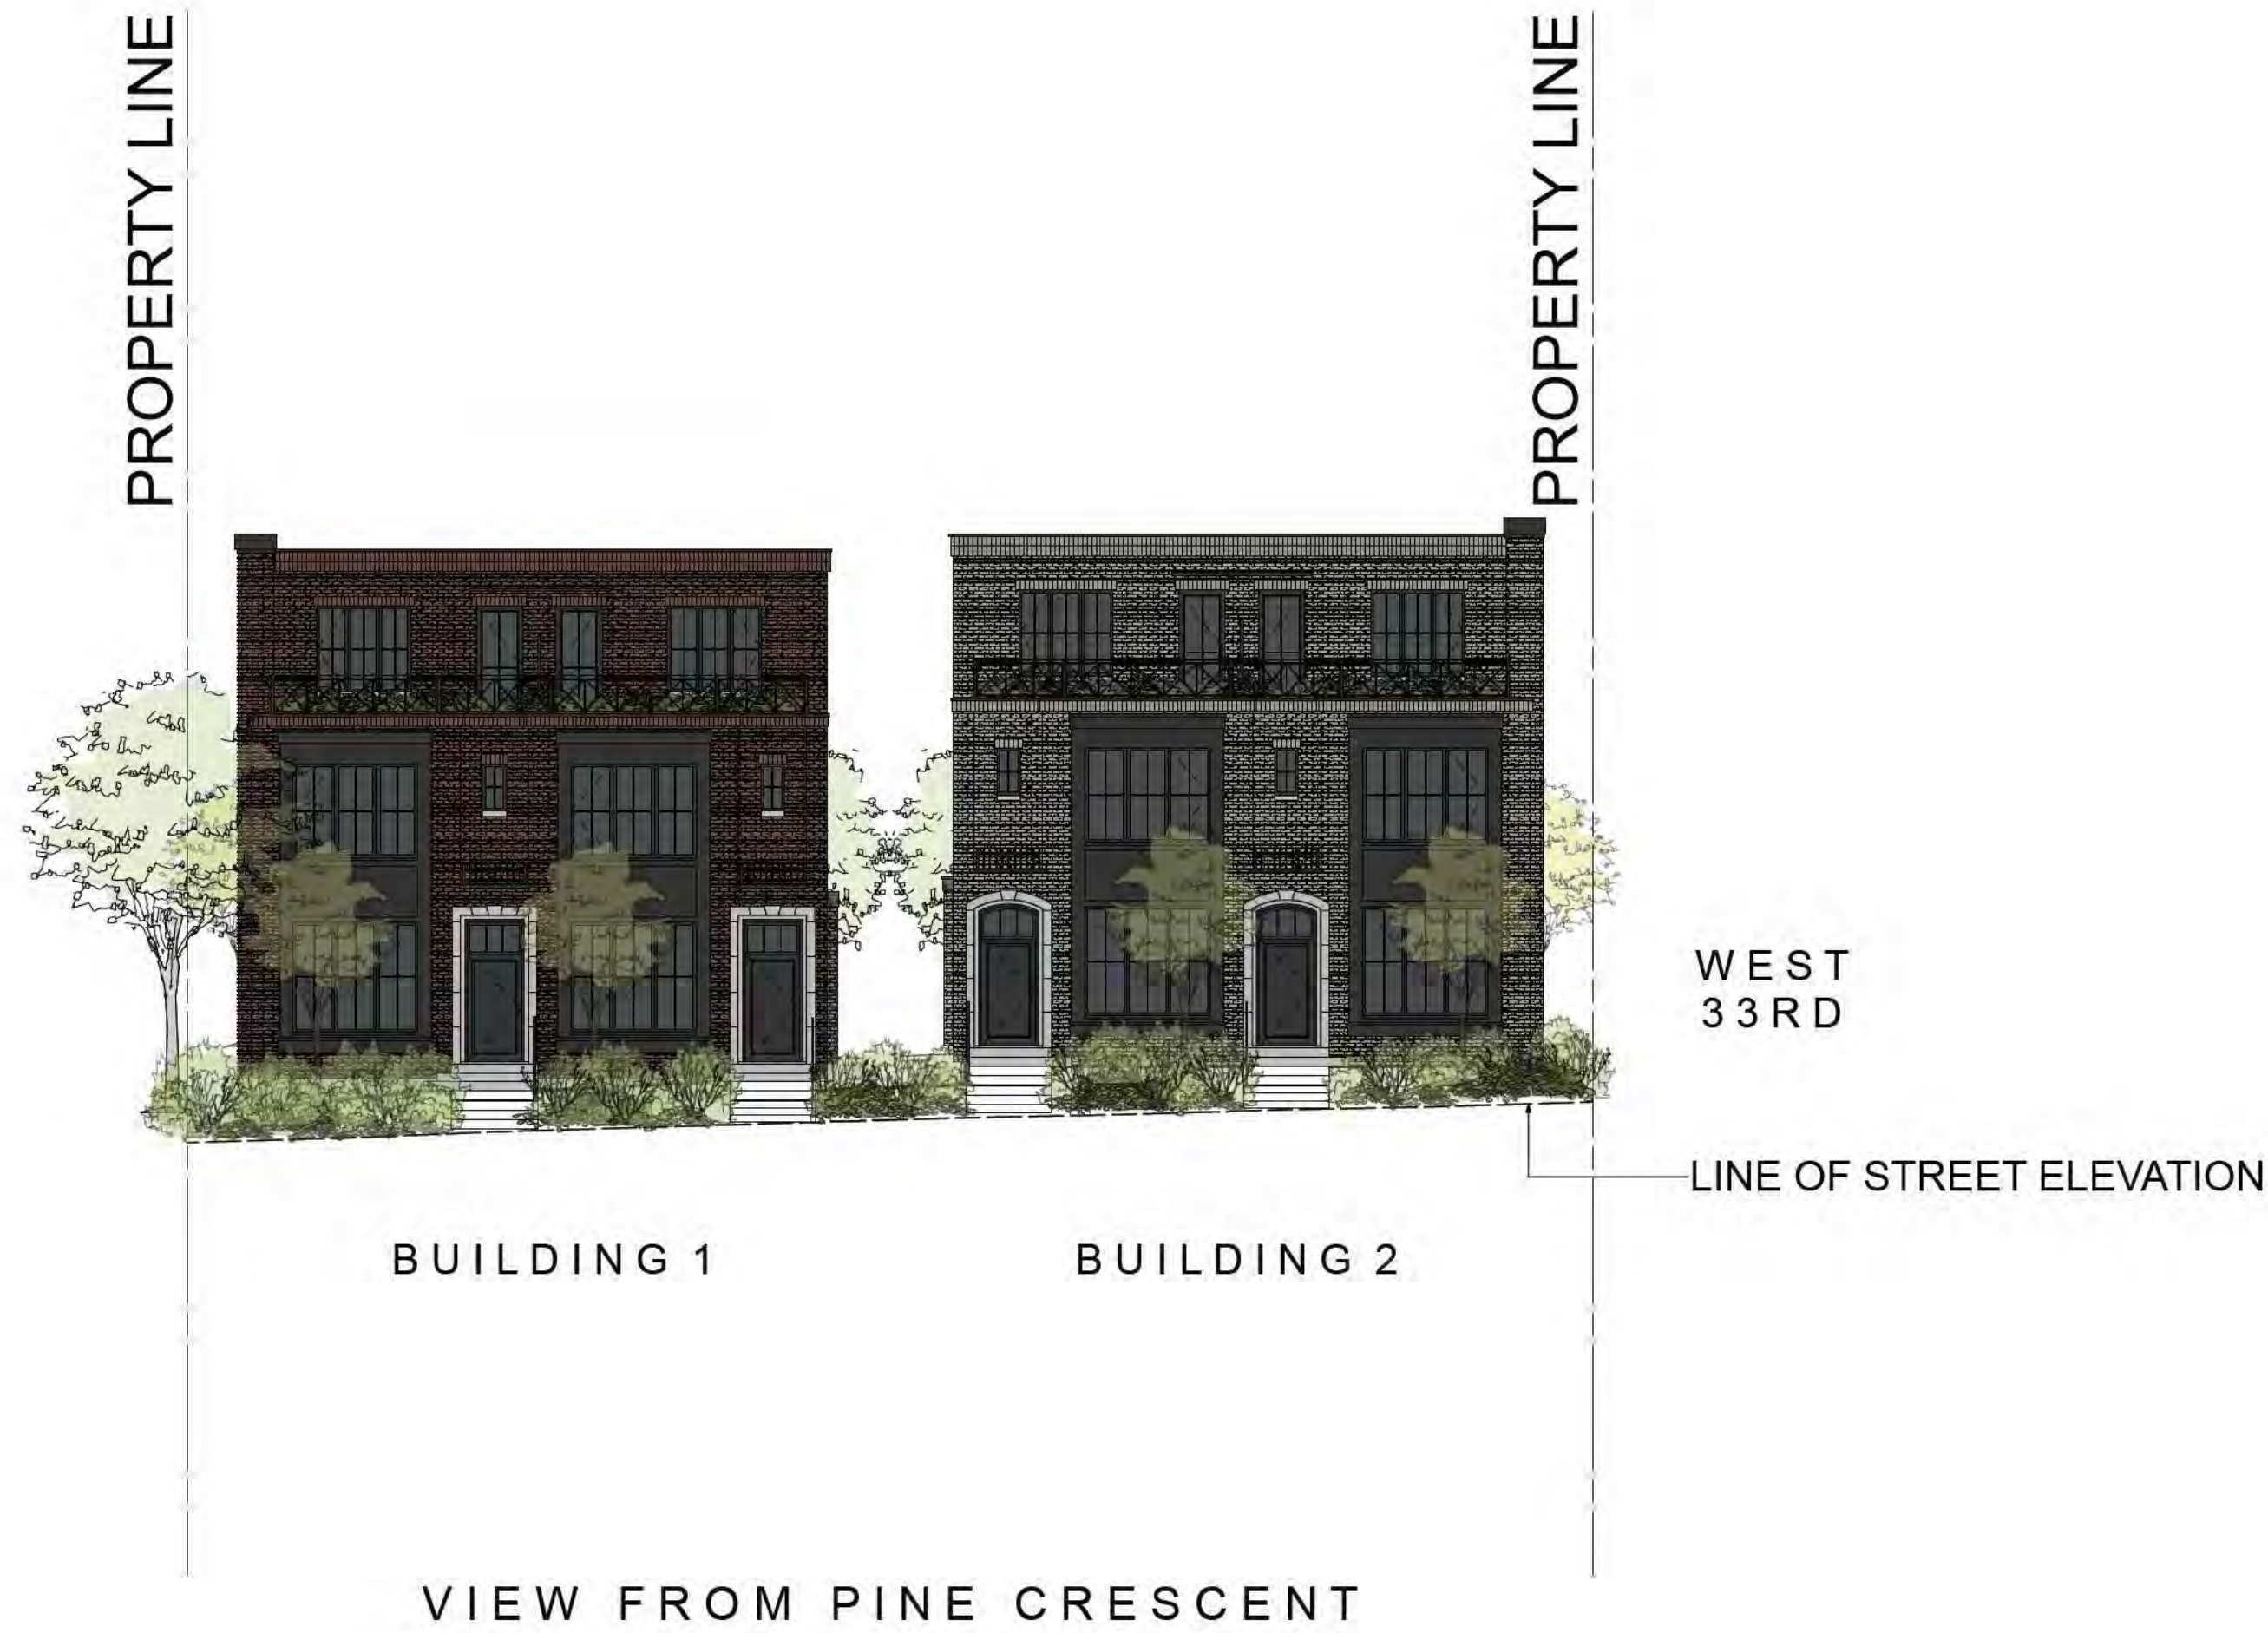 PROPERTY LINE
PROPERTY LINE
WEST
33RD
LINE OF STREET ELEVATION
BUILDING 1
BUILDING 2
VIEW FROM PINE CRESCENT